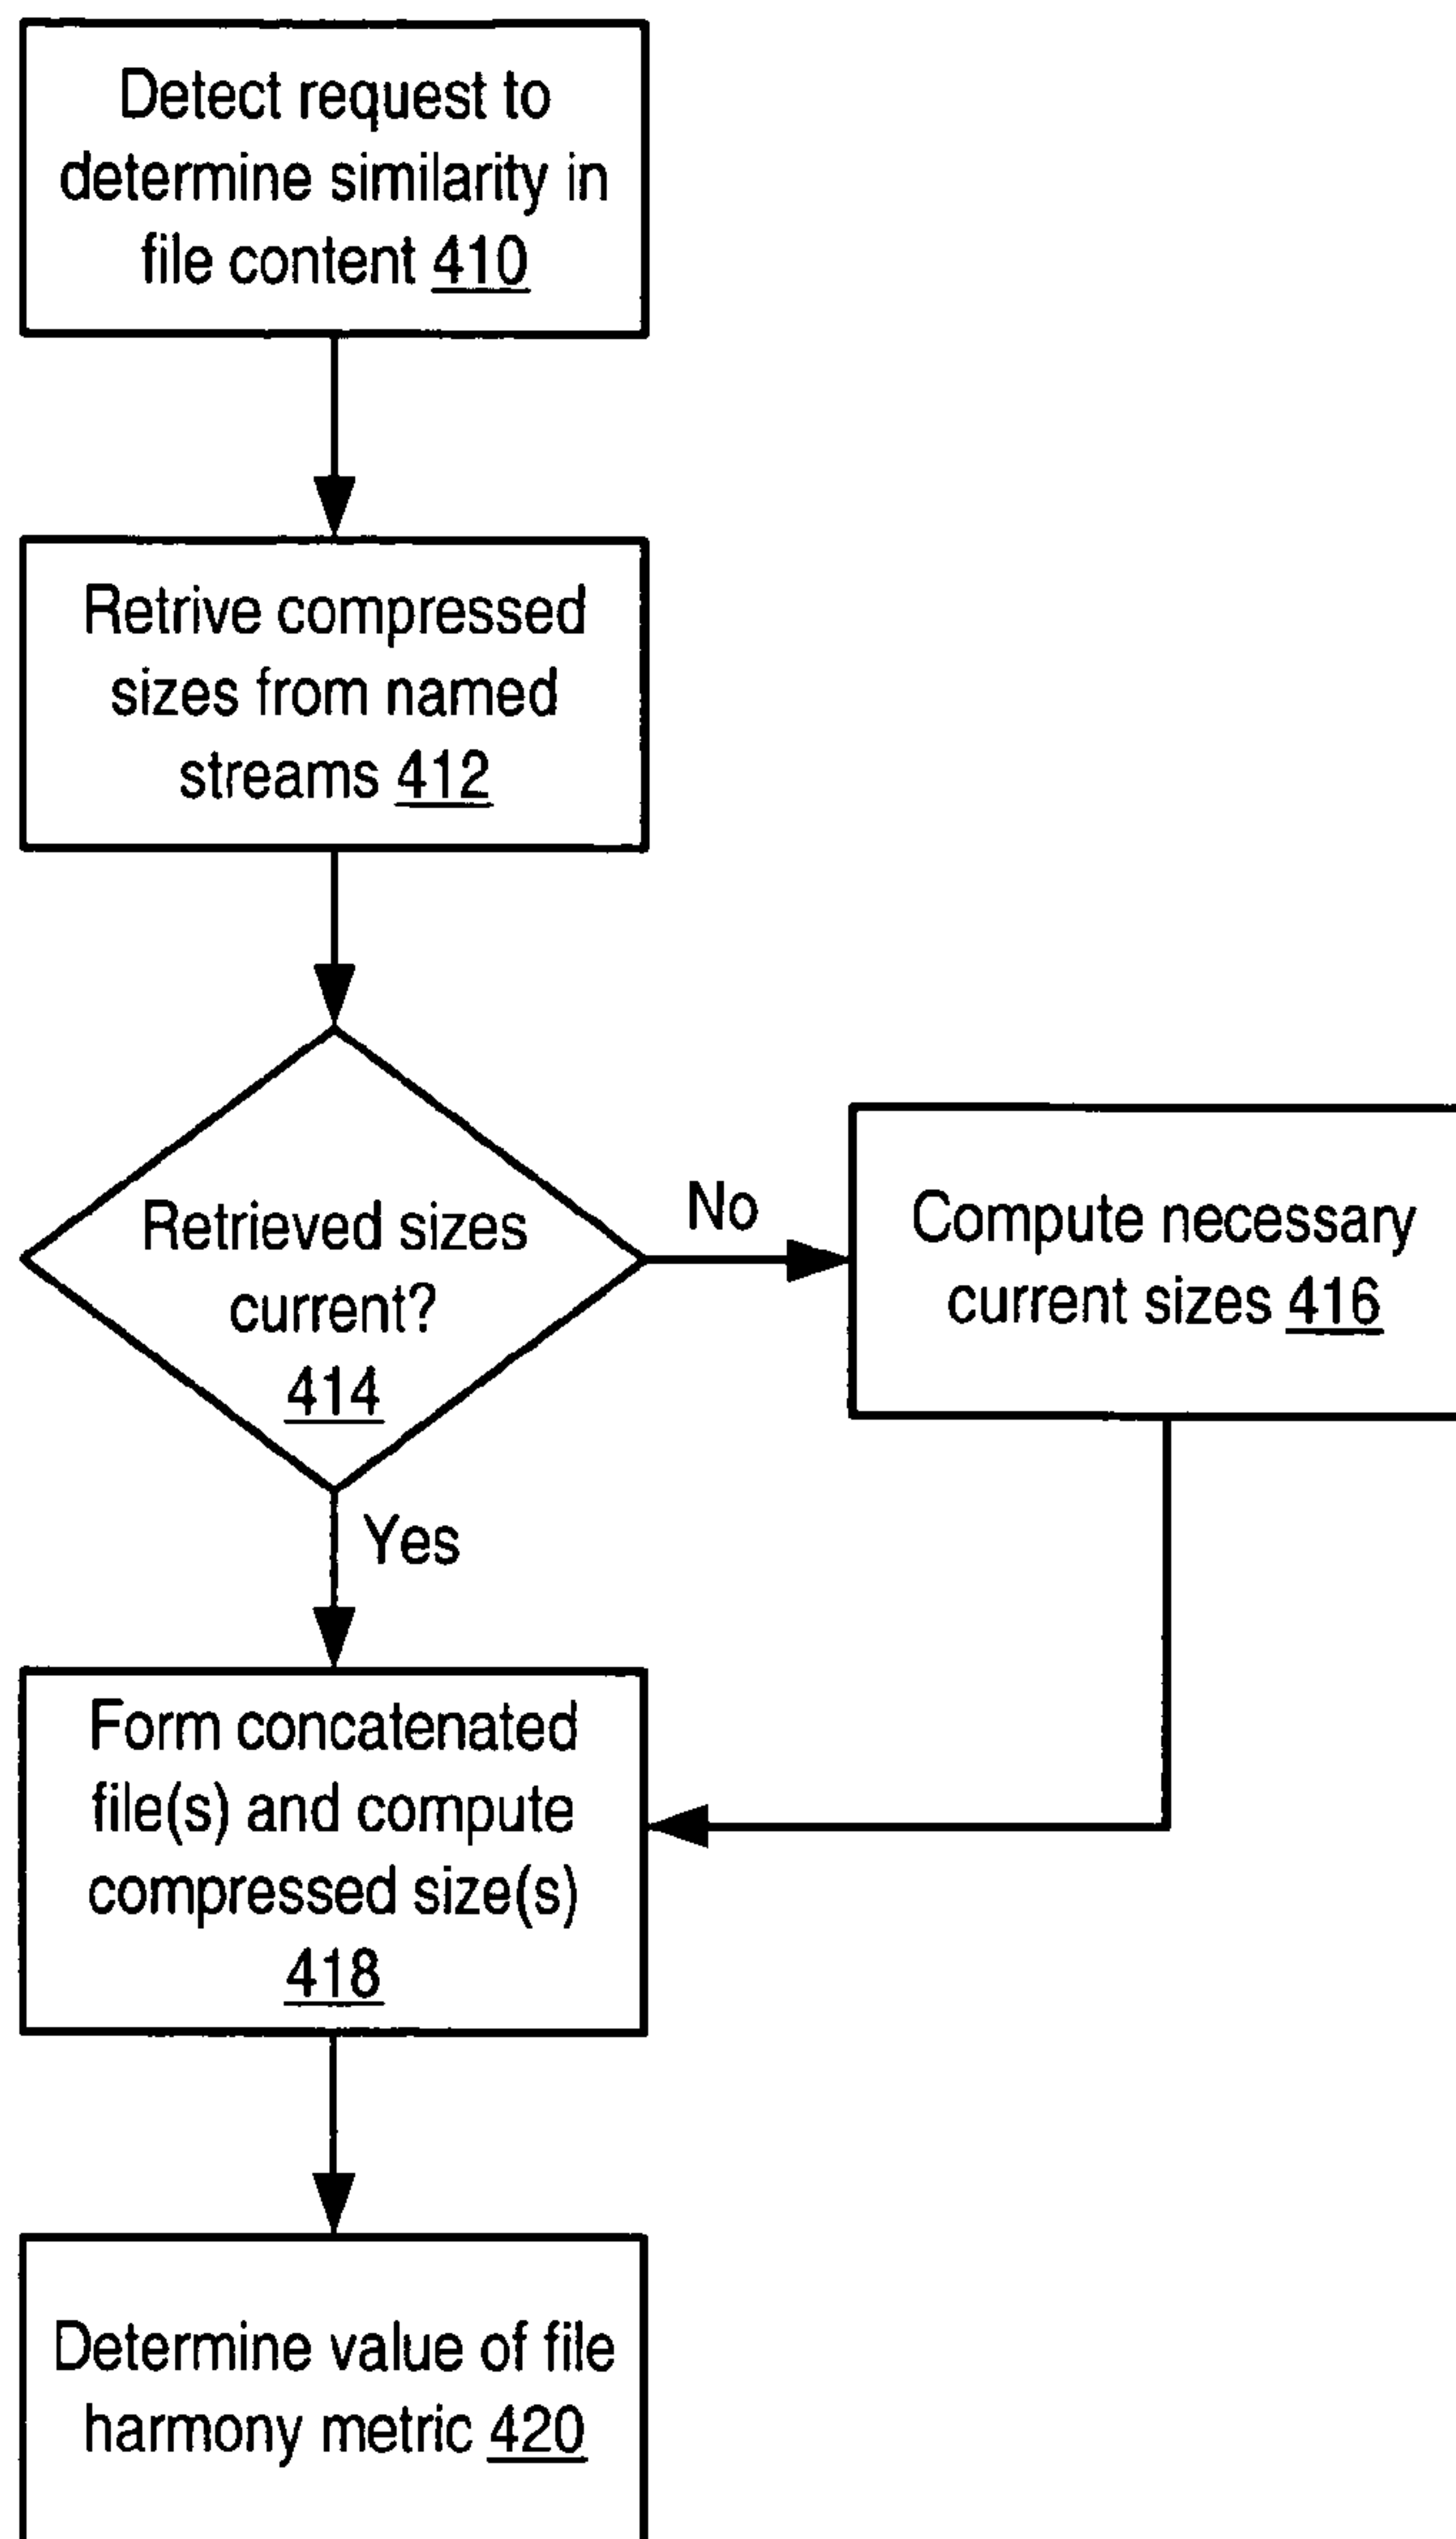 Detect request to
determine similarity in
file content 410
Retrive compressed
sizes from named
streams 412
Retrieved sizes
current?
414
No
Compute necessary
current sizes 416
Yes
Form concatenated
file(s) and compute
compressed size(s)
418
Determine value of file
harmony metric 420